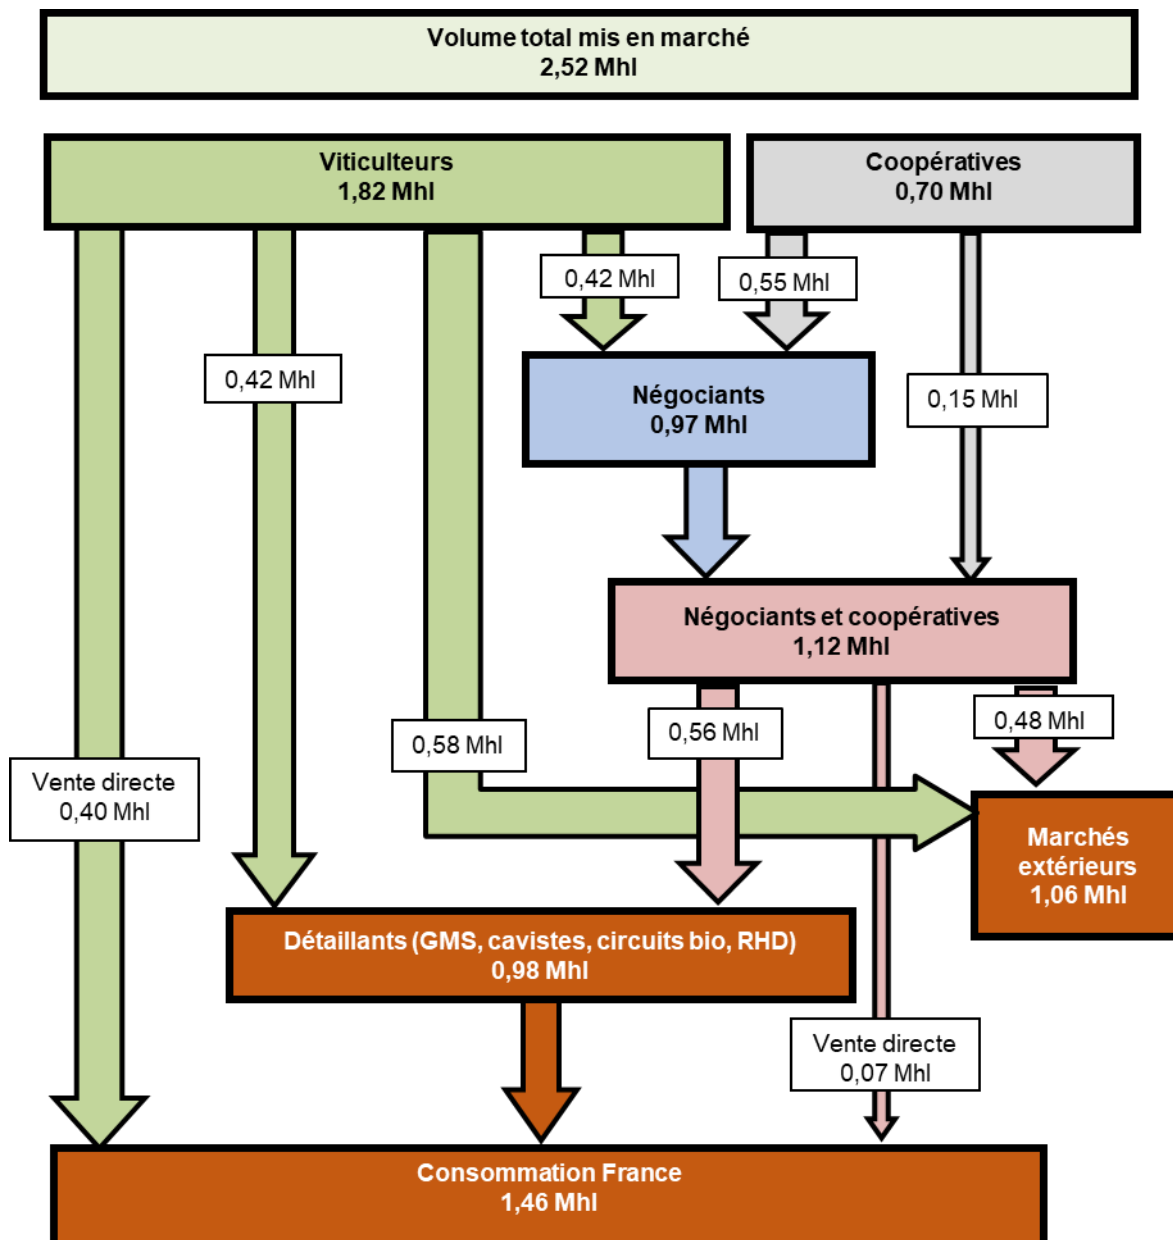 Volume total mis en marché
2,52 Mhl
Viticulteurs
1,82 Mhl
Coopératives
0,70 Mhl
0,42 Mhl
0,55 Mhl
0,42 Mhl
Négociants
0,97 Mhl
0,15 Mhl
Négociants et coopératives
1,12 Mhl
0,58 Mhl
0,56 Mhl
0,48 Mhl
Vente directe
0,40 Mhl
Marchés
extérieurs
1,06 Mhl
Détaillants (GMS, cavistes, circuits bio, RHD)
0,98 Mhl
Vente directe
0,07 Mhl
Consommation France
1,46 Mhl